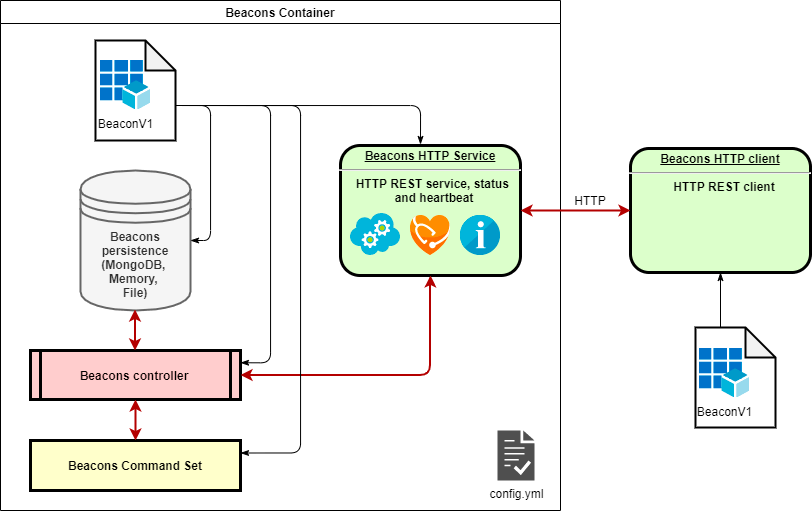 Beacons Container
BeaconV1
Beacons HTTP Service
HTTP REST service, status
and heartbeat
Beacons HTTP client
HTTP REST client
HTTP
Beacons
persistence
(MongoDB,
Memory,
File)
Beacons controller
BeaconV1
Beacons Command Set
config.yml